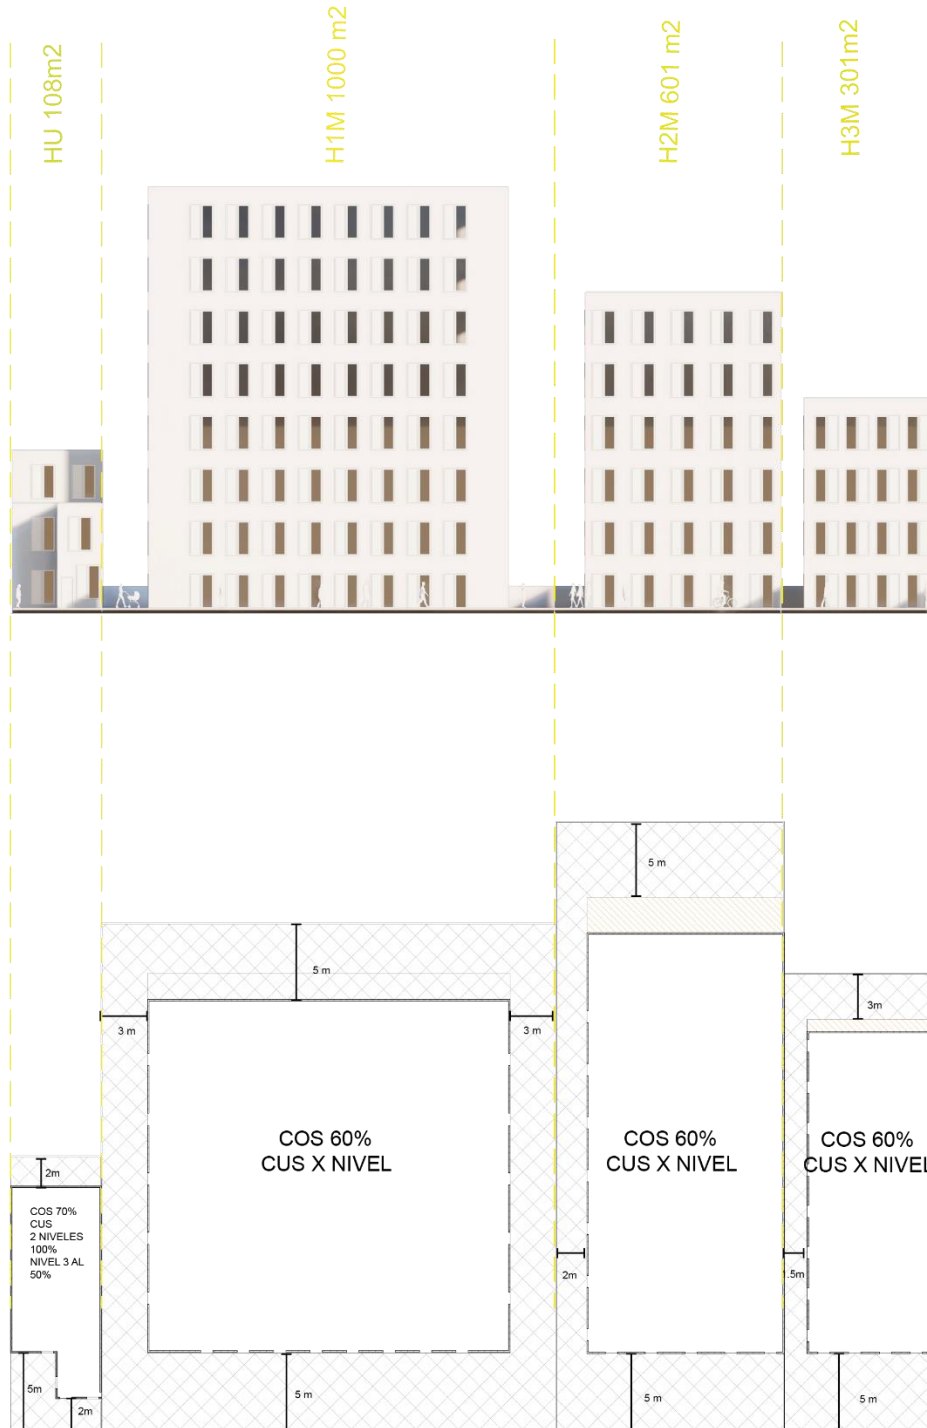 HU 108m2
H1M 1000 m2
H2M 601 m2
H3M 301m2
5 m
5 m
3m
3 m
3 m
COS 60%
CUS X NIVEL
COS 60%
CUS X NIVEL
COS 60%
CUS X NIVEL
2m
COS 70%
CUS
2 NIVELES
100%
NIVEL 3 AL
50%
2m
.5m
5m
2m
5 m
5 m
5 m